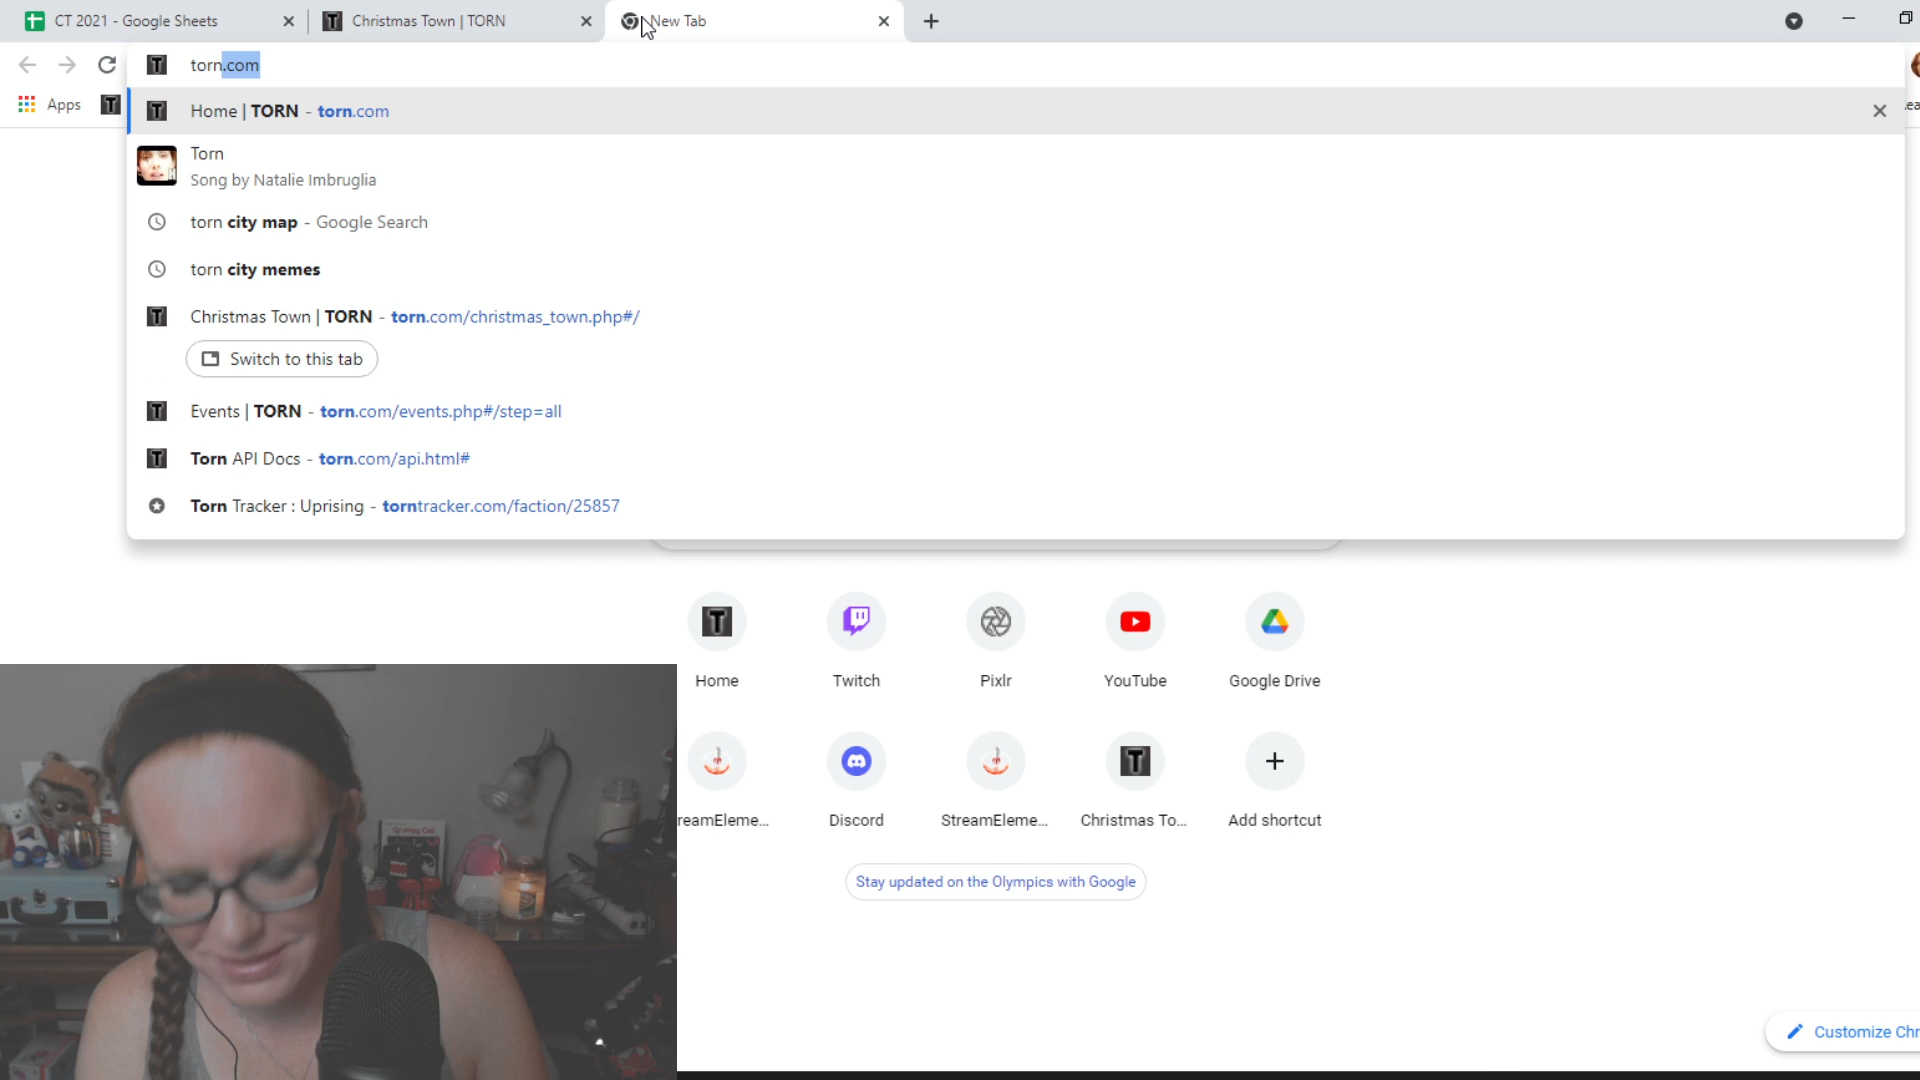 CT 2021 - Google Sheets
Christmas Town | TORN
New Tab
torn.com
Apps
Home | TORN - torn.com
Torn
Song by Natalie Imbruglia
torn city map - Google Search
torn city memes
Christmas Town | TORN - torn.com/christmas_town.php#/
Switch to this tab
Events | TORN - torn.com/events.php#/step=all
Torn API Docs - torn.com/api.html#
Torn Tracker : Uprising - torntracker.com/faction/25857
Home
Twitch
Pixlr
YouTube
Google Drive
reamEleme...
Discord
StreamEleme...
Christmas To...
Add shortcut
Stay updated on the Olympics with Google
Customize Chr
Grumpy Cat